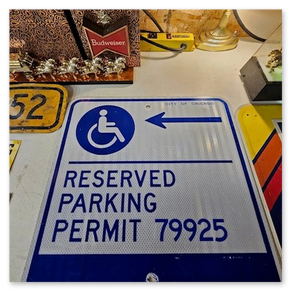 Budweiser
52
CITY OF CHICAGO
RESERVED
PARKING
PERMIT 79925